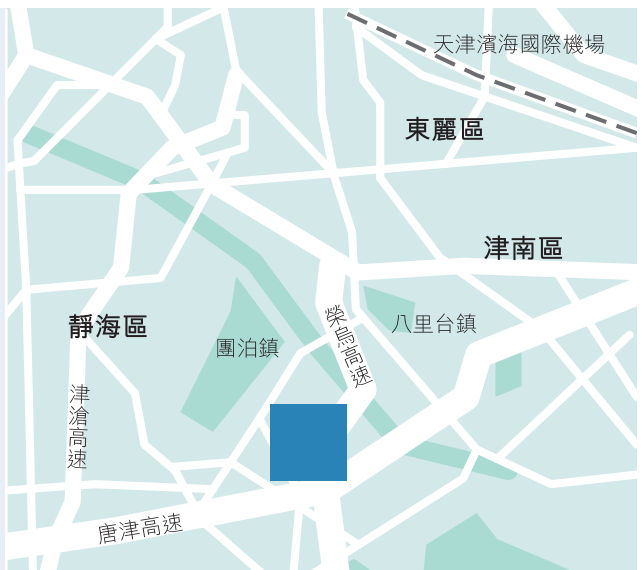 天津濱海國際機場
東麗區
津南區
榮烏高速
八里台鎮
靜海區
團泊鎮
津滄高速
唐津高速